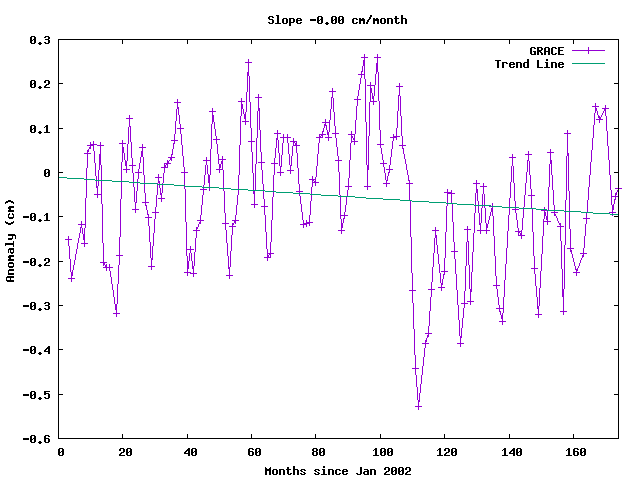 Slope -0.00 cm/month
0.3
GRACE
Trend Line
0.2
0.1
0
-0.1
-0.2
-0.3
-0.4
-0.5
-0.6
Anomaly (cm)
0 20 40 60 80 100 120 140 160
Months since Jan 2002